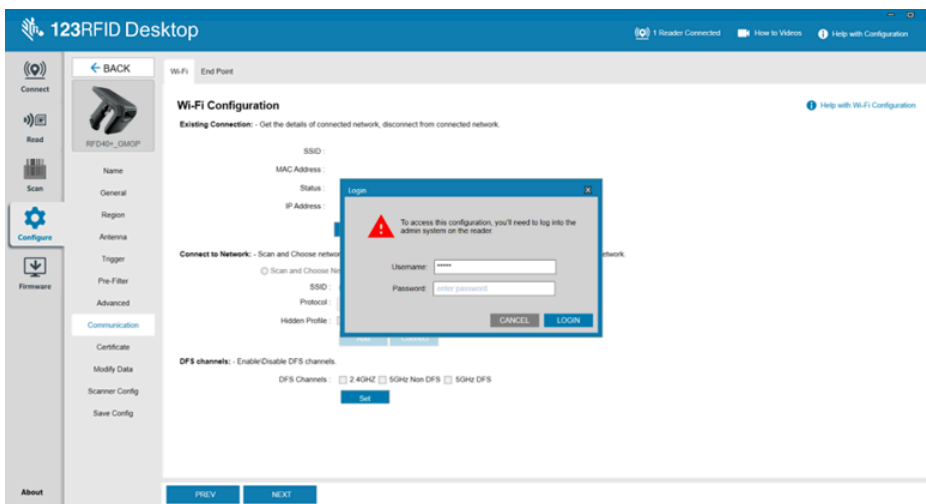 123RFID Desktop
1 Reader Connected
How to Videos
Help with Configuration
Connect
Read
Scan
Configure
Firmware
About
BACK
RFD40+_GMGP
Name
General
Region
Antenna
Trigger
Pre-Filter
Advanced
Communication
Certificate
Modify Data
Scanner Config
Save Config
Wi-Fi
End Point
Wi-Fi Configuration
Help with Wi-Fi Configuration
Existing Connection: - Get the details of connected network, disconnect from connected network.
SSID :
MAC Address :
Status :
IP Address :
Connect to Network: - Scan and Choose networ
etwork.
Scan and Choose Ne
SSID :
Protocol :
Hidden Profile :
Add
Connect
DFS channels: - Enable\Disable DFS channels.
DFS Channels :
2.4GHZ
5GHz Non DFS
5GHz DFS
Set
PREV
NEXT
Login
To access this configuration, you'll need to log into the
admin system on the reader.
Username:
*****
Password:
enter password
CANCEL
LOGIN